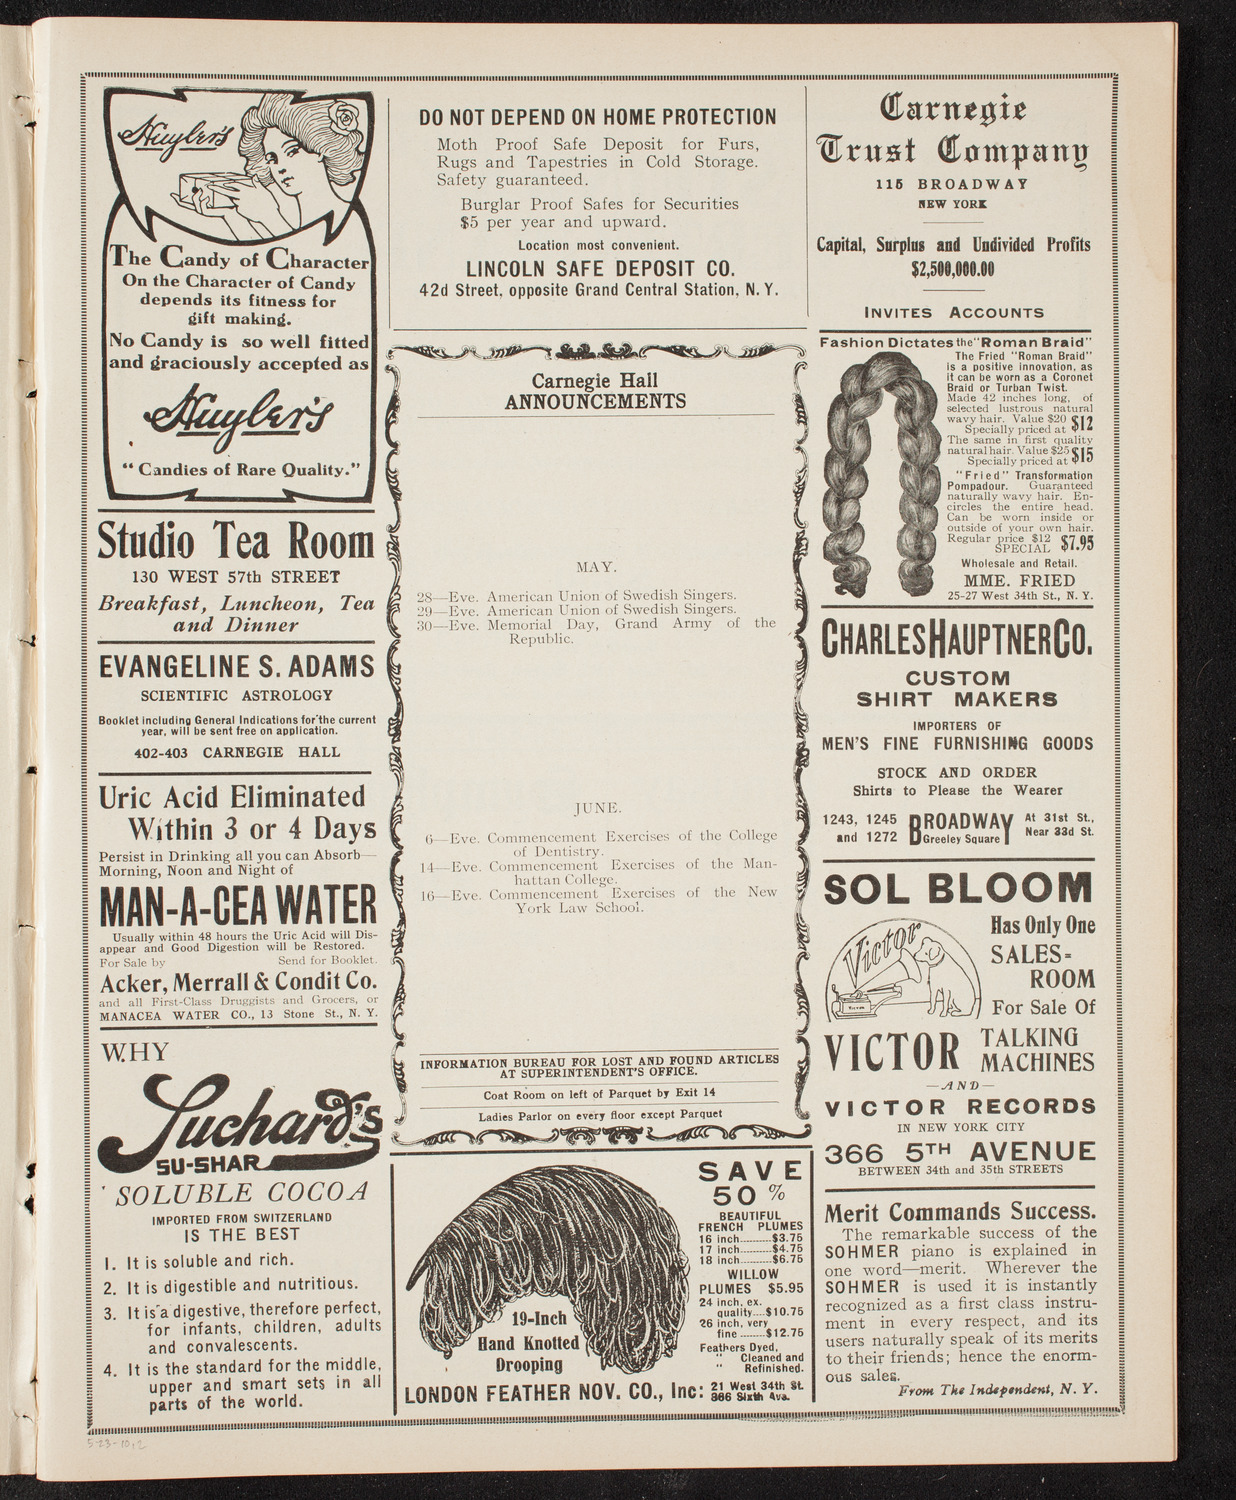 Huyler's
The Candy of Character
On the Character of Candy
depends its fitness for
gift making.
No Candy is so well fitted
and graciously accepted as
Huyler's
"Candies of Rare Quality."
Studio Tea Room
130 WEST 57th STREET
Breakfast, Luncheon, Tea
and Dinner
EVANGELINE S. ADAMS
SCIENTIFIC ASTROLOGY
Booklet including General Indications for the current
year, will be sent free on application.
402-403 CARNEGIE HALL
Uric Acid Eliminated
Within 3 or 4 Days
Persist in Drinking all you can Absorb—
Morning, Noon and Night of
MAN-A-CEA WATER
Usually within 48 hours the Uric Acid will Dis-
appear and Good Digestion will be Restored.
For Sale by Send for Booklet.
Acker, Merrall & Condit Co.
and all First-Class Druggists and Grocers, or
MANACEA WATER CO., 13 Stone St., N. Y.
WHY
Suchard's
SU-SHAR
SOLUBLE COCOA
IMPORTED FROM SWITZERLAND
IS THE BEST
1. It is soluble and rich.
2. It is digestible and nutritious.
3. It is a digestive, therefore perfect,
for infants, children, adults
and convalescents.
4. It is the standard for the middle,
upper and smart sets in all
parts of the world.
DO NOT DEPEND ON HOME PROTECTION
Moth Proof Safe Deposit for Furs,
Rugs and Tapestries in Cold Storage.
Safety guaranteed.
Burglar Proof Safes for Securities
$5 per year and upward.
Location most convenient.
LINCOLN SAFE DEPOSIT CO.
42d Street, opposite Grand Central Station, N. Y.
Carnegie Hall
ANNOUNCEMENTS
MAY.
28—Eve. American Union of Swedish Singers.
29—Eve. American Union of Swedish Singers.
30—Eve. Memorial Day, Grand Army of the
Republic.
JUNE.
6—Eve. Commencement Exercises of the College
of Dentistry.
14—Eve. Commencement Exercises of the Man-
hattan College.
16—Eve. Commencement Exercises of the New
York Law School.
INFORMATION BUREAU FOR LOST AND FOUND ARTICLES
AT SUPERINTENDENT'S OFFICE.
Coat Room on left of Parquet by Exit 14
Ladies Parlor on every floor except Parquet
19-Inch
Hand Knotted
Drooping
SAVE
50 %
BEAUTIFUL
FRENCH PLUMES
16 inch..........$3.75
17 inch..........$4.75
18 inch..........$6.75
WILLOW
PLUMES $5.95
24 inch, ex.
quality....$10.75
26 inch, very
fine ........$12.75
Feathers Dyed,
" Cleaned and
" Refinished.
LONDON FEATHER NOV. CO., Inc: 21 West 34th St.
366 Sixth Ava.
Carnegie
Trust Company
115 BROADWAY
NEW YORK
Capital, Surplus and Undivided Profits
$2,500,000.00
INVITES ACCOUNTS
Fashion Dictates the "Roman Braid"
The Fried "Roman Braid"
is a positive innovation, as
it can be worn as a Coronet
Braid or Turban Twist.
Made 42 inches long, of
selected lustrous natural
wavy hair. Value $20
Specially priced at $12
The same in first quality
natural hair. Value $25
Specially priced at $15
"Fried" Transformation
Pompadour. Guaranteed
naturally wavy hair. En-
circles the entire head.
Can be worn inside or
outside of your own hair.
Regular price $12
SPECIAL $7.95
Wholesale and Retail.
MME. FRIED
25-27 West 34th St., N. Y.
CHARLES HAUPTNER CO.
CUSTOM
SHIRT MAKERS
IMPORTERS OF
MEN'S FINE FURNISHING GOODS
STOCK AND ORDER
Shirts to Please the Wearer
1243, 1245 and 1272 BROADWAY Greeley Square At 31st St., Near 33d St.
SOL BLOOM
Victor
Has Only One
SALES-
ROOM
For Sale Of
VICTOR TALKING
MACHINES
—AND—
VICTOR RECORDS
IN NEW YORK CITY
366 5TH AVENUE
BETWEEN 34th and 35th STREETS
Merit Commands Success.
The remarkable success of the
SOHMER piano is explained in
one word—merit. Wherever the
SOHMER is used it is instantly
recognized as a first class instru-
ment in every respect, and its
users naturally speak of its merits
to their friends; hence the enorm-
ous sales.
From The Independent, N. Y.